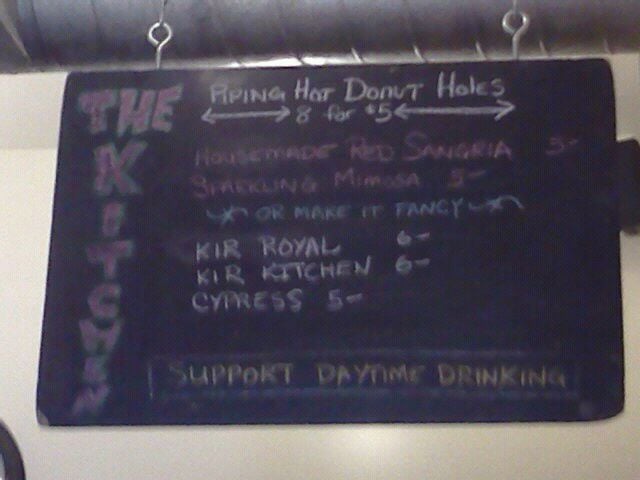 THE KITCHEN
PIPING HOT DONUT HOLES
8 for $5
HOUSEMADE RED SANGRIA 5-
SPARKLING MIMOSA 5-
OR MAKE IT FANCY
KIR ROYAL 6-
KIR KITCHEN 6-
CYPRESS 5-
SUPPORT DAYTIME DRINKING